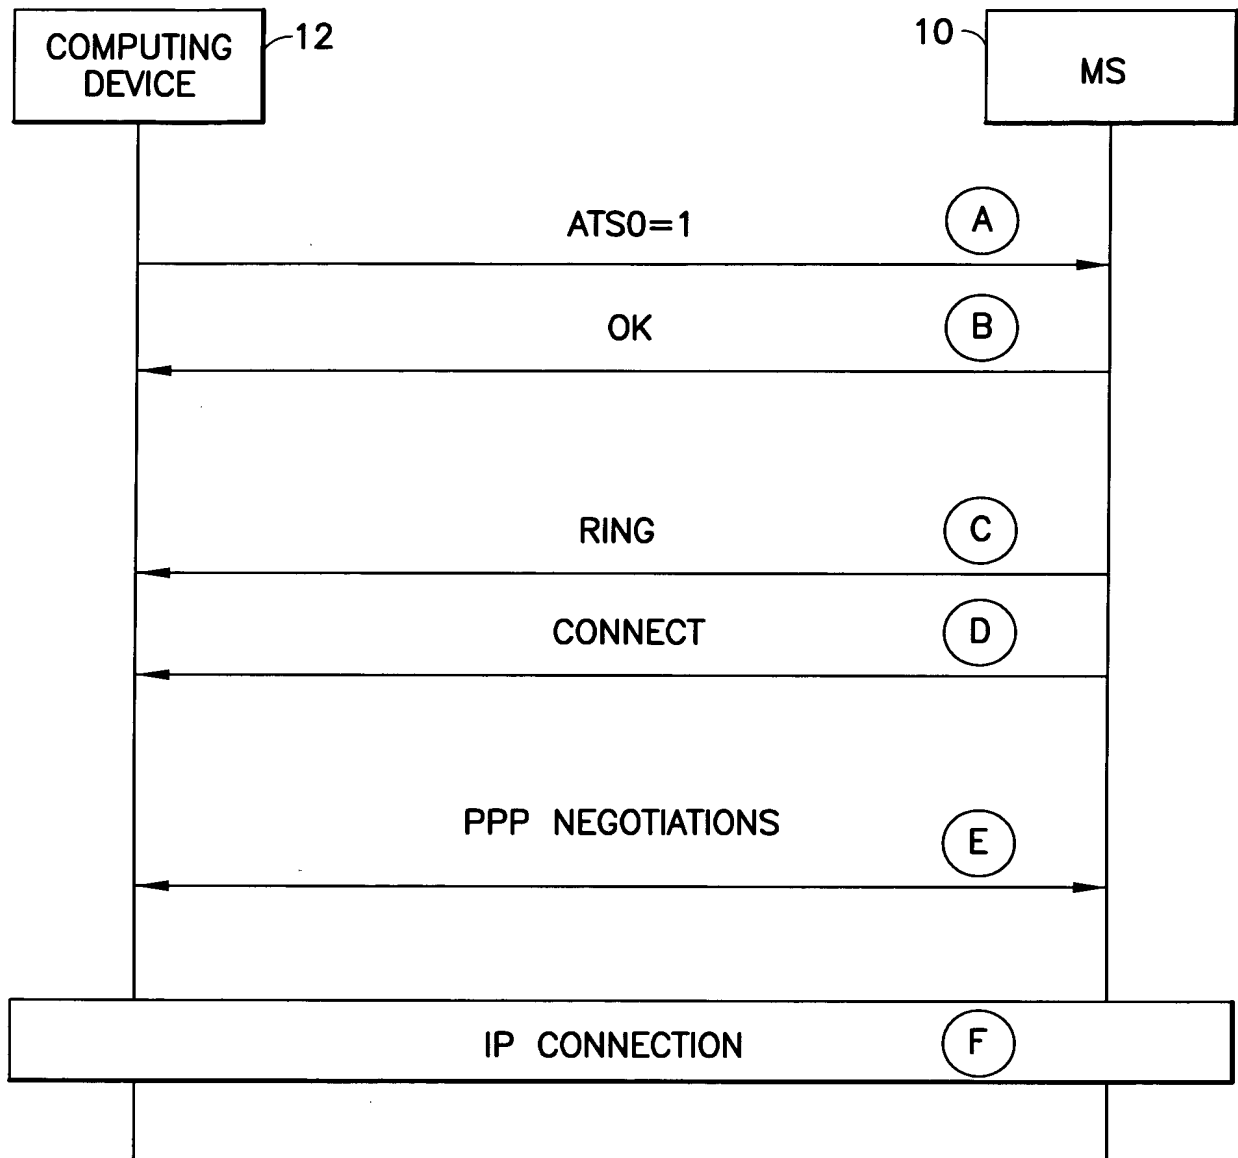 COMPUTING
DEVICE
12
10
MS
ATS0=1
A
OK
B
RING
C
CONNECT
D
PPP NEGOTIATIONS
E
IP CONNECTION
F